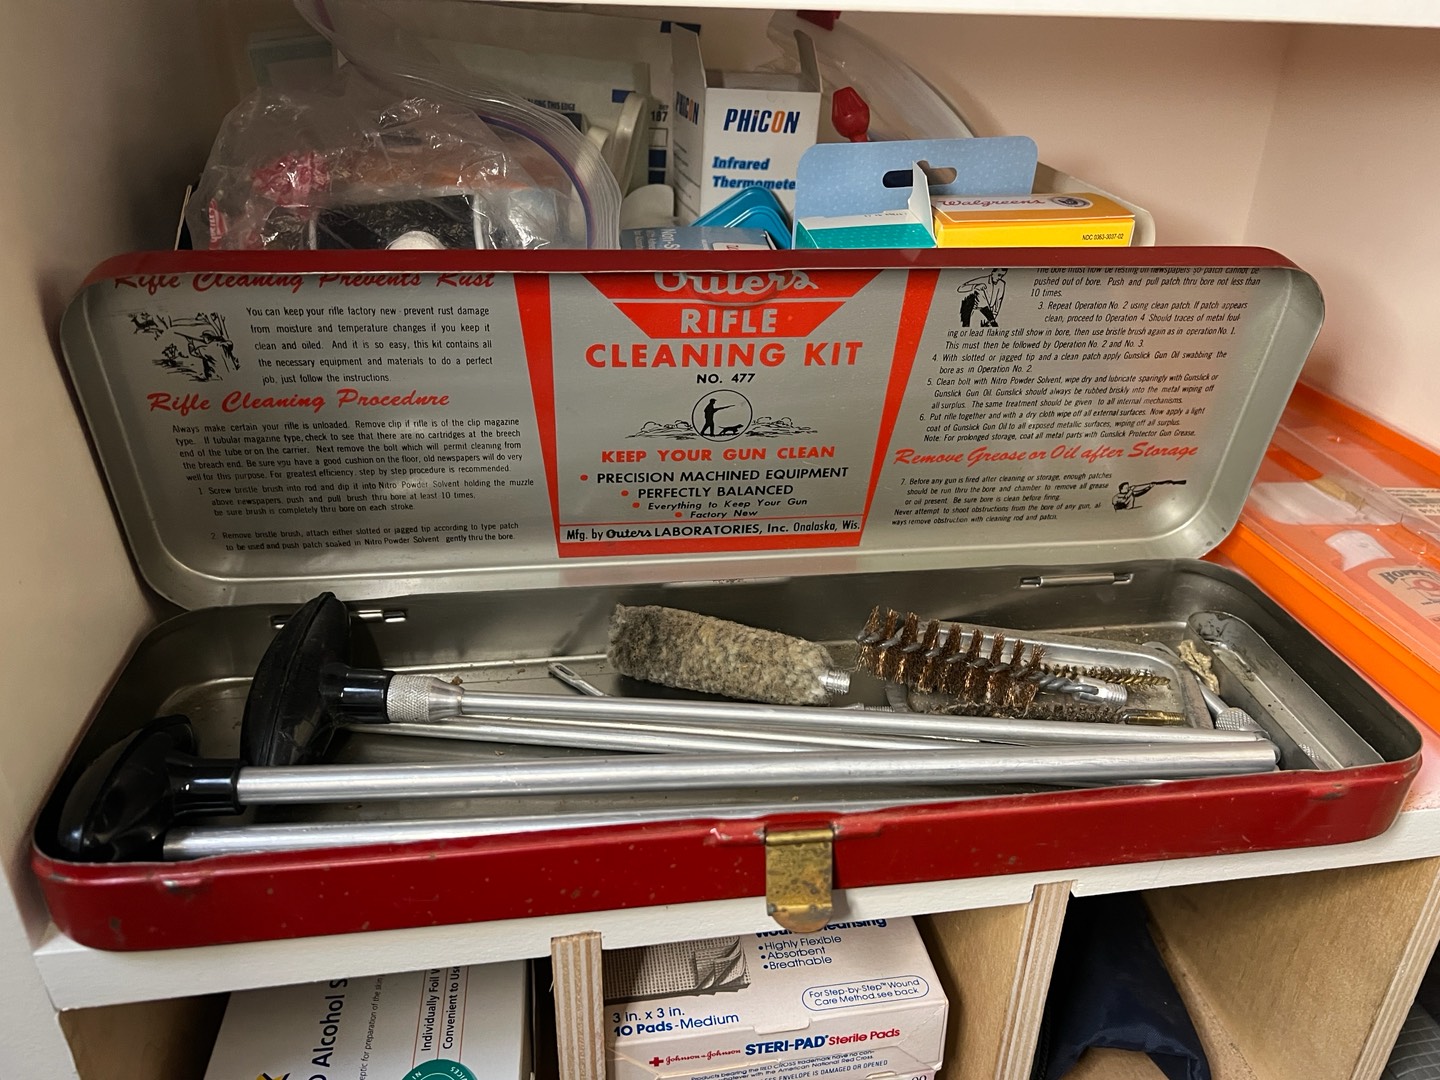 PHiCON
PHiCON
Infrared
Thermomete
187
Walgreens
NDC 0363-3037-02
Rifle Cleaning Prevents Rust
You can keep your rifle factory new - prevent rust damage
from moisture and temperature changes if you keep it
clean and oiled. And it is so easy, this kit contains all
the necessary equipment and materials to do a perfect
job, just follow the instructions.
Rifle Cleaning Procedure
Always make certain your rifle is unloaded. Remove clip if rifle is of the clip magazine
type. If tubular magazine type, check to see that there are no cartridges at the breech
end of the tube or on the carrier. Next remove the bolt which will permit cleaning from
the breach end. Be sure you have a good cushion on the floor, old newspapers will do very
well for this purpose. For greatest efficiency, step by step procedure is recommended.
1. Screw bristle brush into rod and dip it into Nitro Powder Solvent holding the muzzle
above newspapers, push and pull brush thru bore at least 10 times,
be sure brush is completely thru bore on each stroke.
2. Remove bristle brush, attach either slotted or jagged tip according to type patch
to be used and push patch soaked in Nitro Powder Solvent gently thru the bore.
Outers
RIFLE
CLEANING KIT
NO. 477
KEEP YOUR GUN CLEAN
• PRECISION MACHINED EQUIPMENT
• PERFECTLY BALANCED
• Everything to Keep Your Gun
• Factory New
Mfg. by Outers LABORATORIES, Inc. Onalaska, Wis.
The bore must now be resting on newspapers so patch cannot be
pushed out of bore. Push and pull patch thru bore not less than
10 times.
3. Repeat Operation No. 2 using clean patch. If patch appears
clean, proceed to Operation 4. Should traces of metal foul-
ing or lead flaking still show in bore, then use bristle brush again as in operation No. 1.
This must then be followed by Operation No. 2 and No. 3.
4. With slotted or jagged tip and a clean patch apply Gunslick Gun Oil swabbing the
bore as in Operation No. 2.
5. Clean bolt with Nitro Powder Solvent, wipe dry and lubricate sparingly with Gunslick or
Gunslick Gun Oil. Gunslick should always be rubbed briskly into the metal wiping off
all surplus. The same treatment should be given to all internal mechanisms.
6. Put rifle together and with a dry cloth wipe off all external surfaces. Now apply a light
coat of Gunslick Gun Oil to all exposed metallic surfaces, wiping off all surplus.
Note: For prolonged storage, coat all metal parts with Gunslick Protector Gun Grease.
Remove Grease or Oil after Storage
7. Before any gun is fired after cleaning or storage, enough patches
should be run thru the bore and chamber to remove all grease
or oil present. Be sure bore is clean before firing.
Never attempt to shoot obstructions from the bore of any gun, al-
ways remove obstruction with cleaning rod and patch.
Alcohol
Individually Foil
Convenient to Us
Wound Cleansing
• Highly Flexible
• Absorbent
• Breathable
For Step-by-Step™ Wound
Care Method see back
3 in. x 3 in.
10 Pads - Medium
Johnson & Johnson STERI-PAD® Sterile Pads